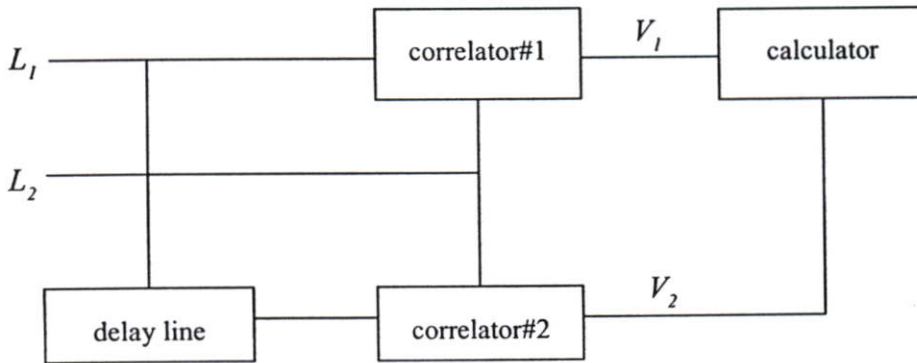 L₁
correlator#1
V₁
calculator
L₂
delay line
correlator#2
V₂